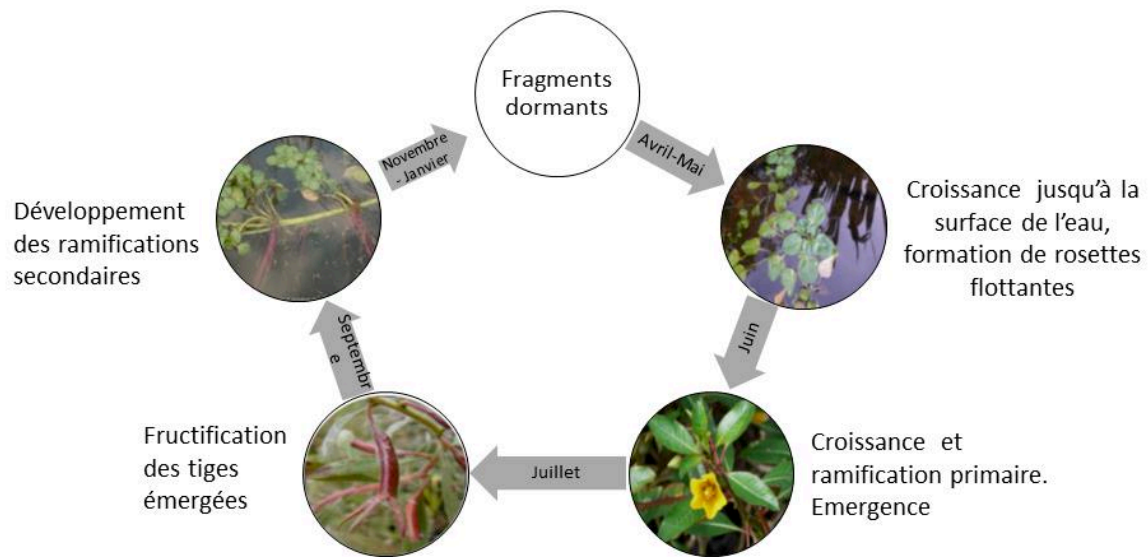 Fragments
dormants
Avril-Mai
Croissance jusqu'à la
surface de l'eau,
formation de rosettes
flottantes
Juin
Croissance et
ramification primaire.
Emergence
Juillet
Fructification
des tiges
émergées
Septembr
e
Développement
des ramifications
secondaires
Novembre
- Janvier